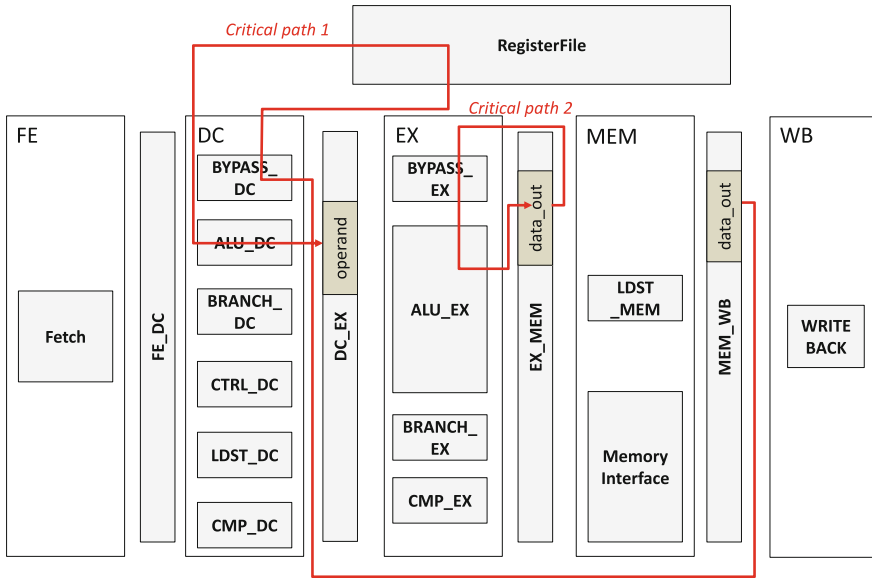 Critical path 1
RegisterFile
Critical path 2
FE
Fetch
FE_DC
DC
BYPASS_
DC
ALU_DC
BRANCH_
DC
CTRL_DC
LDST_DC
CMP_DC
operand
DC_EX
EX
BYPASS_
EX
ALU_EX
BRANCH_
EX
CMP_EX
data_out
EX_MEM
MEM
LDST
_MEM
Memory
Interface
data_out
MEM_WB
WB
WRITE
BACK